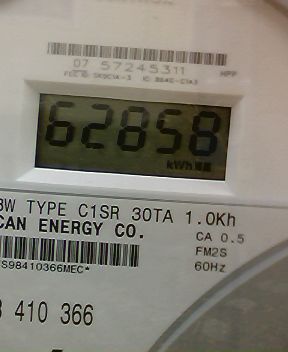 07 57245311
HPP
62858
kWh
3W TYPE C1SR 30TA 1.0Kh
CAN ENERGY CO.
CA 0.5
FM2S
60Hz
S98410366MEC*
410 366